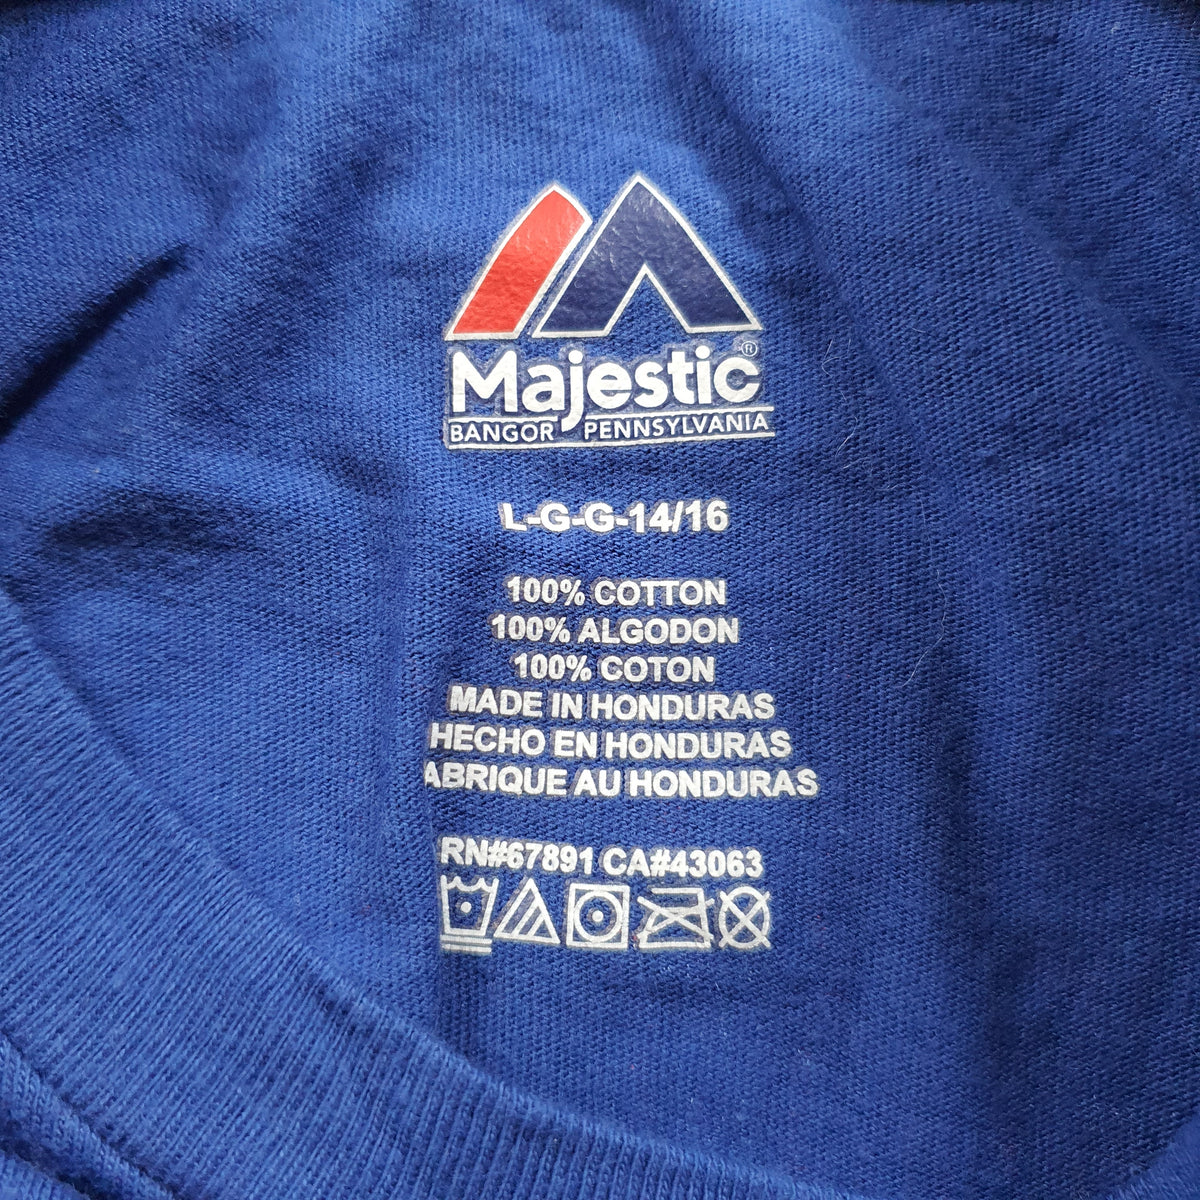 Majestic®
BANGOR PENNSYLVANIA
L-G-G-14/16
100% COTTON
100% ALGODON
100% COTON
MADE IN HONDURAS
HECHO EN HONDURAS
ABRIQUE AU HONDURAS
RN#67891 CA#43063